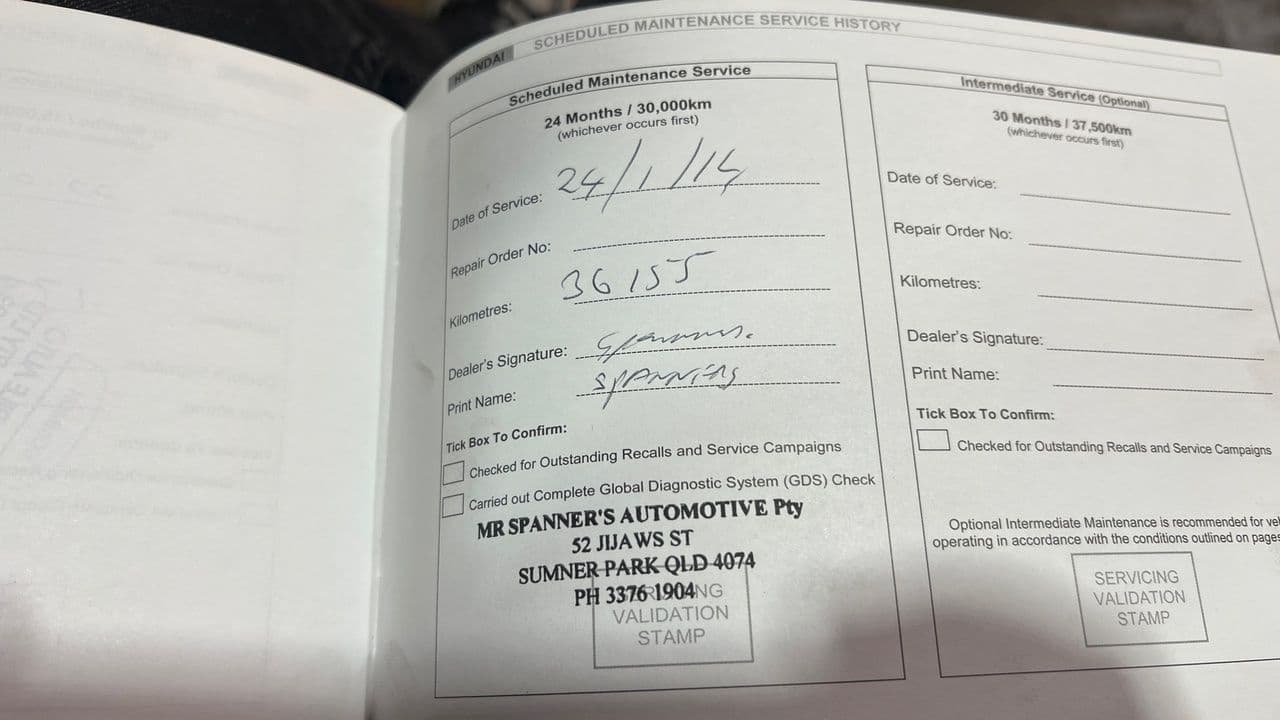 HYUNDAI
SCHEDULED MAINTENANCE SERVICE HISTORY
Scheduled Maintenance Service
24 Months / 30,000km
(whichever occurs first)
Date of Service: 24/1/14
Repair Order No:
Kilometres: 36155
Dealer's Signature: Spanners.
Print Name: SPANNERS
Tick Box To Confirm:
Checked for Outstanding Recalls and Service Campaigns
Carried out Complete Global Diagnostic System (GDS) Check
MR SPANNER'S AUTOMOTIVE Pty
52 JIJAWS ST
SUMNER PARK QLD 4074
PH 3376 1904
VALIDATION
STAMP
Intermediate Service (Optional)
30 Months / 37,500km
(whichever occurs first)
Date of Service:
Repair Order No:
Kilometres:
Dealer's Signature:
Print Name:
Tick Box To Confirm:
Checked for Outstanding Recalls and Service Campaigns
Optional Intermediate Maintenance is recommended for
operating in accordance with the conditions outlined on pages
SERVICING
VALIDATION
STAMP